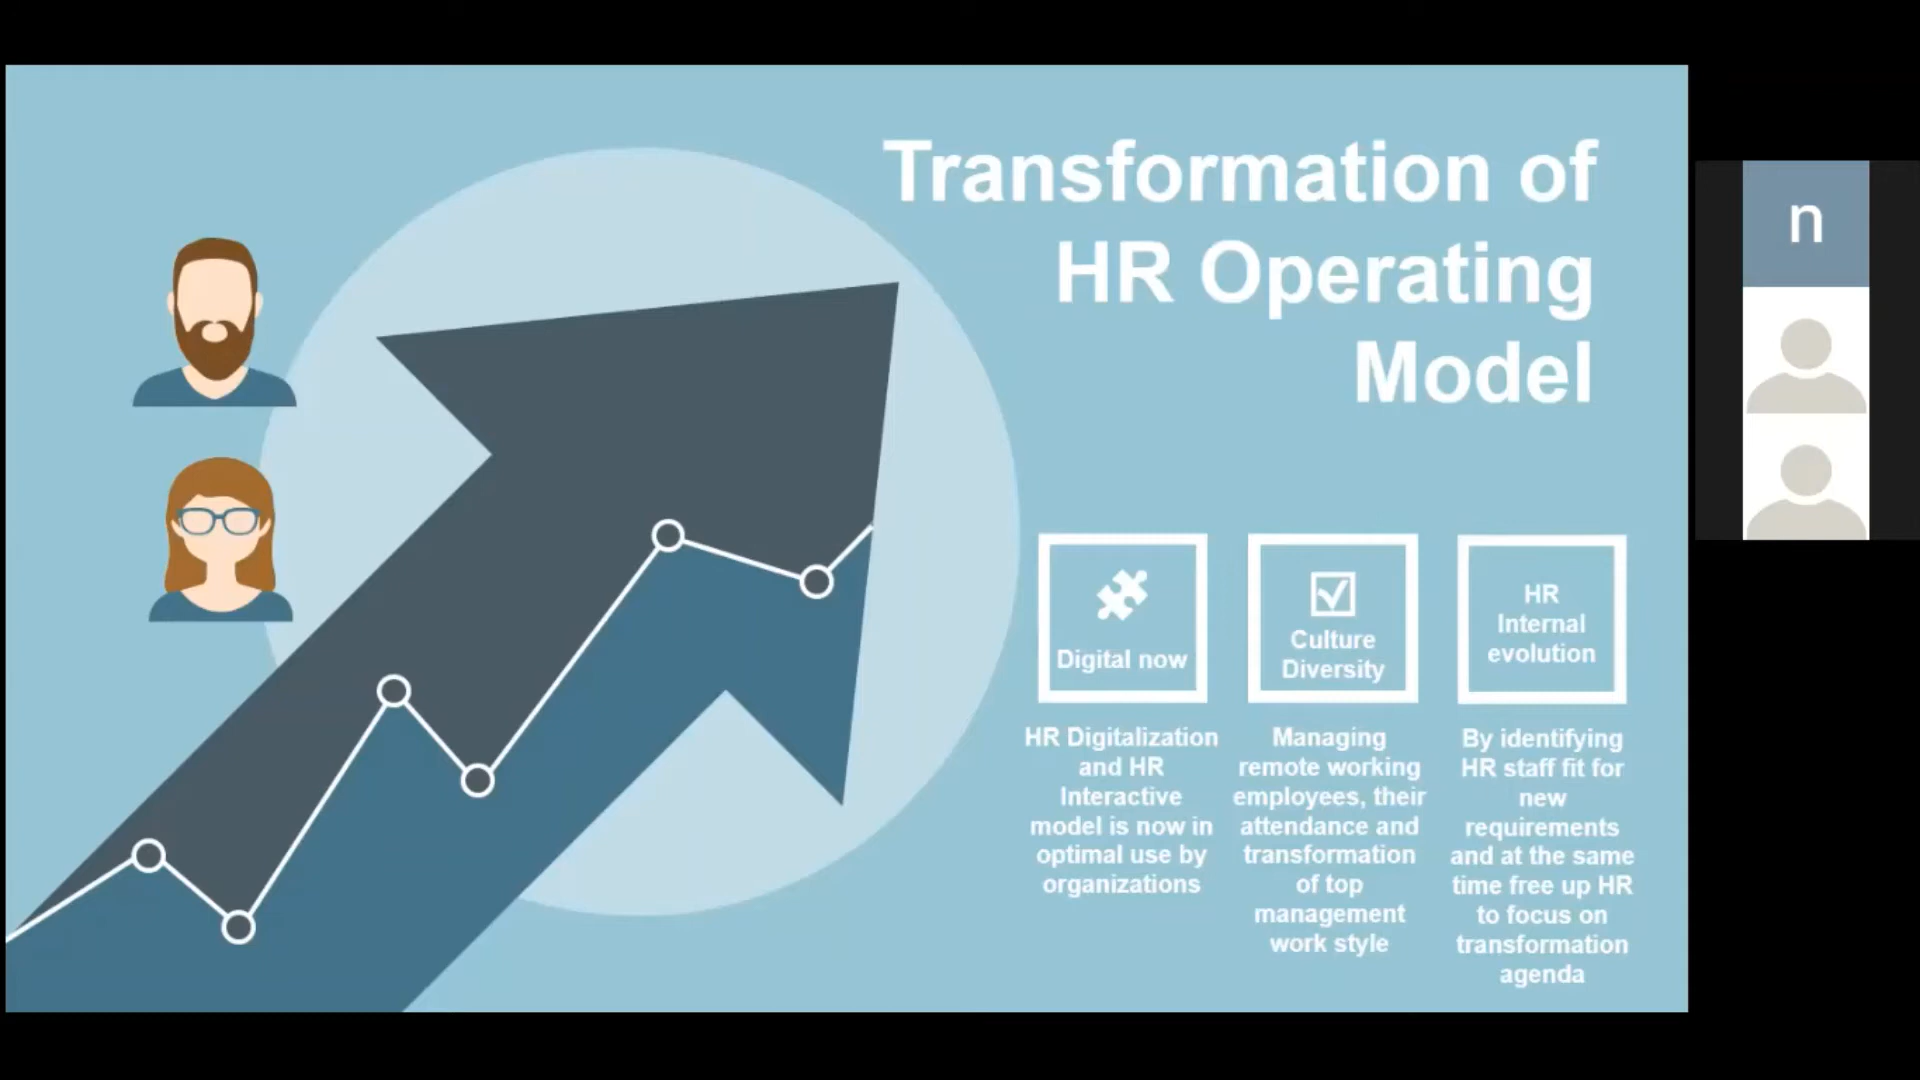 Transformation of
HR Operating
Model
n
Digital now
HR Digitalization
and HR
Interactive
model is now in
optimal use by
organizations
Culture
Diversity
Managing
remote working
employees, their
attendance and
transformation
of top
management
work style
HR
Internal
evolution
By identifying
HR staff fit for
new
requirements
and at the same
time free up HR
to focus on
transformation
agenda